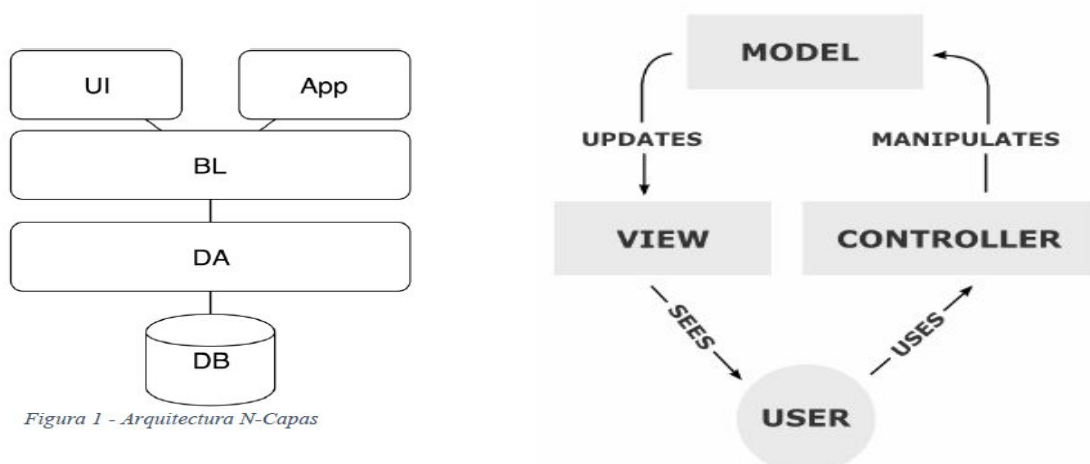 UI
App
BL
DA
DB
Figura 1 - Arquitectura N-Capas
MODEL
UPDATES
MANIPULATES
VIEW
CONTROLLER
SEES
USES
USER